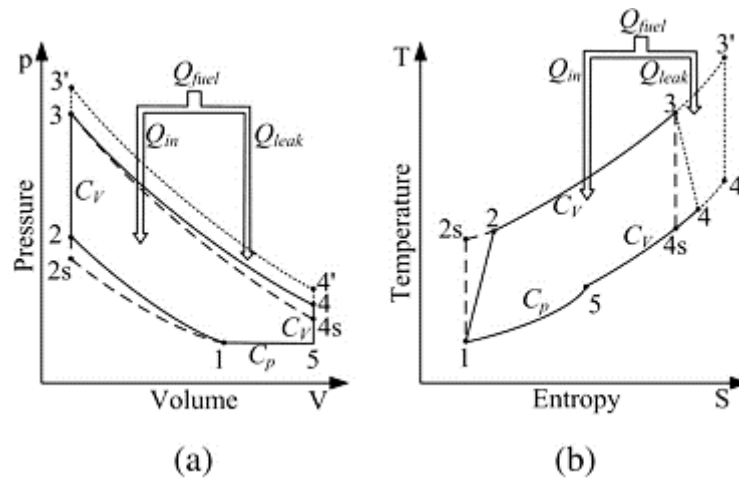 p
3'
3
Q_fuel
Q_in
Q_leak
C_V
2
2s
4'
4
C_V 4s
1
C_p
5
Pressure
Volume
V
(a)
T
3'
Q_fuel
Q_in
Q_leak
3
2s
2
C_V
4
4
C_V
4s
C_p
5
1
Temperature
Entropy
S
(b)